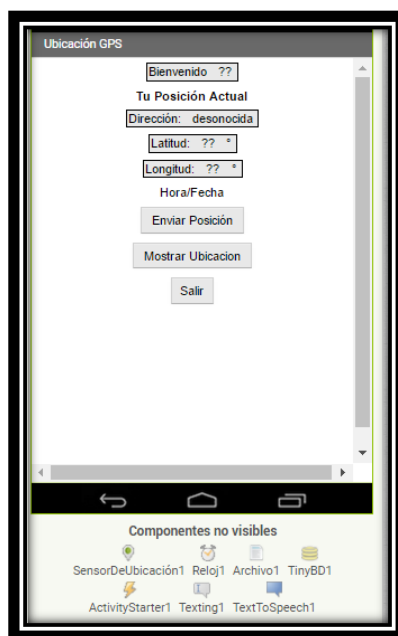 Ubicación GPS
Bienvenido ??
Tu Posición Actual
Dirección: desonocida
Latitud: ?? °
Longitud: ?? °
Hora/Fecha
Enviar Posición
Mostrar Ubicacion
Salir
Componentes no visibles
SensorDeUbicación1 Reloj1 Archivo1 TinyBD1
ActivityStarter1 Texting1 TextToSpeech1